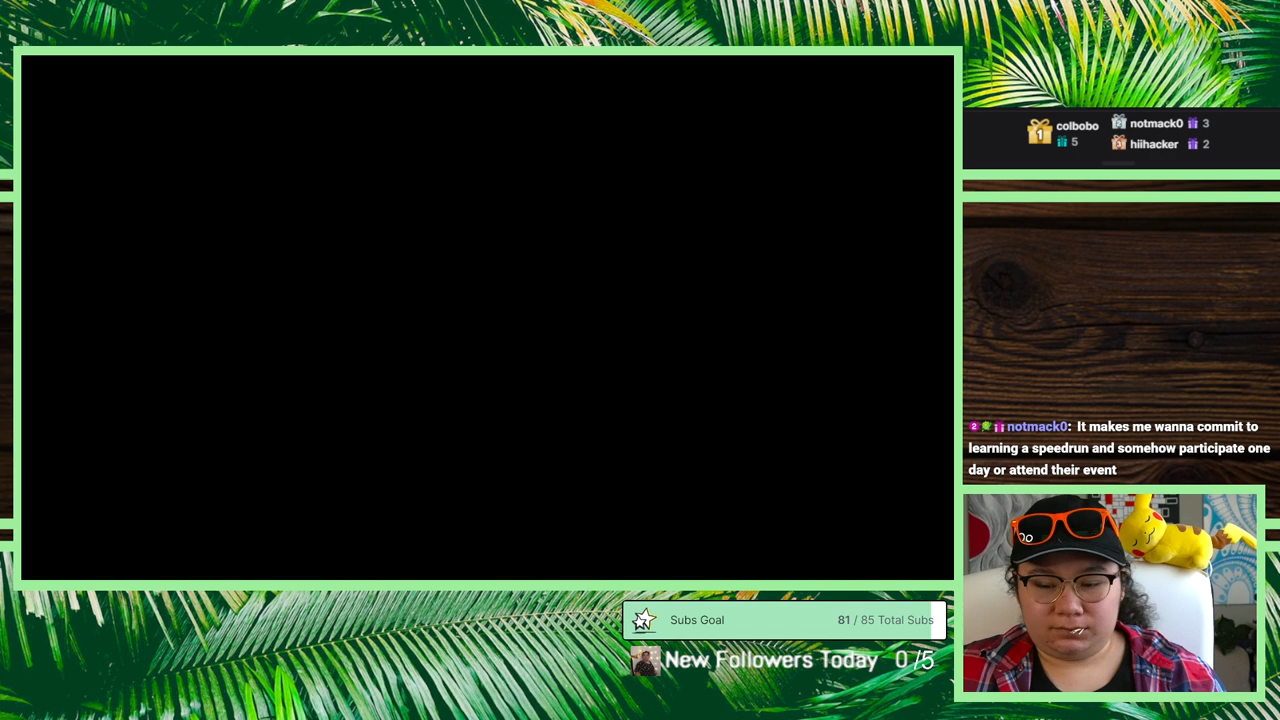 colbobo
5
notmack0 3
hiihacker 2
notmack0: It makes me wanna commit to
learning a speedrun and somehow participate one
day or attend their event
Subs Goal 81 / 85 Total Subs
New Followers Today 0 /5